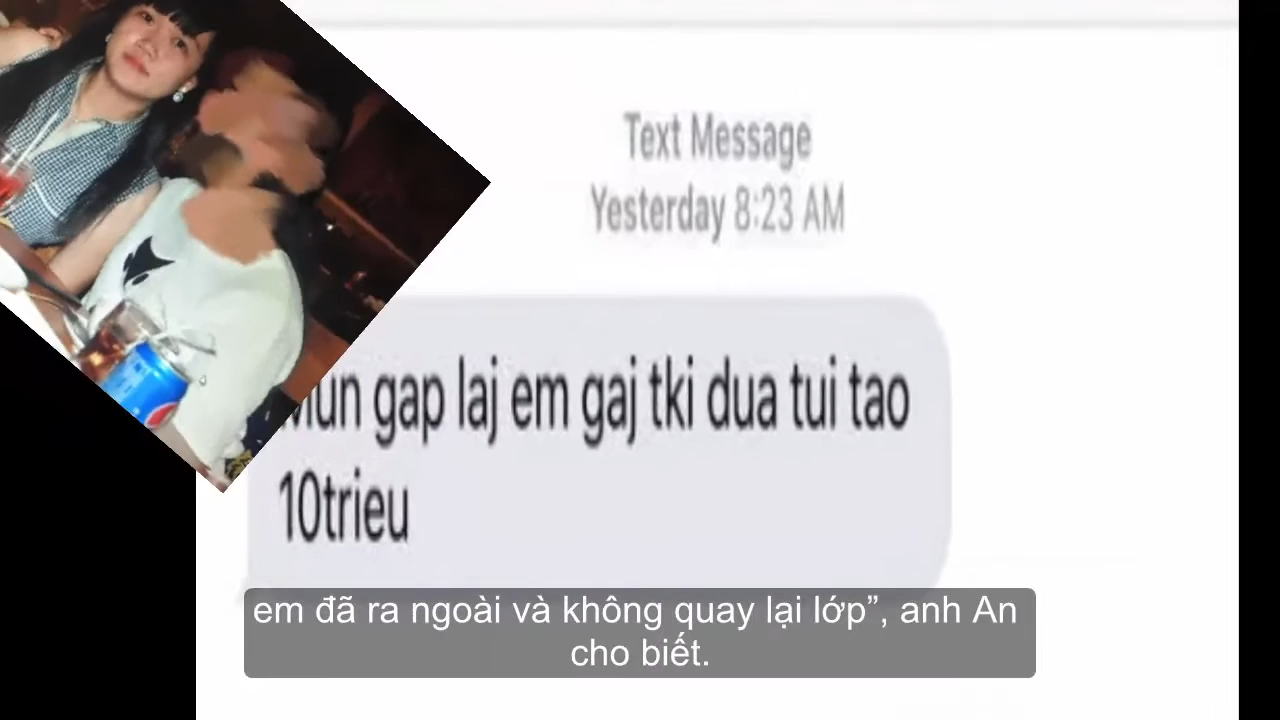 Text Message
Yesterday 8:23 AM
Mun gap laj em gaj tki dua tui tao
10trieu
em đã ra ngoài và không quay lại lớp”, anh An
cho biết.